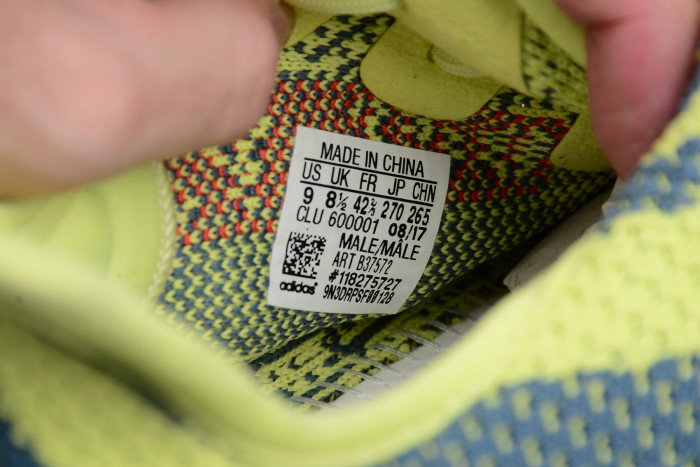 MADE IN CHINA
US UK FR JP CHN
9 8½ 42⅔ 270 265
CLU 600001 08/17
MALE/MÂLE
ART B37572
#118275727
adidas® 9N3DRPSF00128